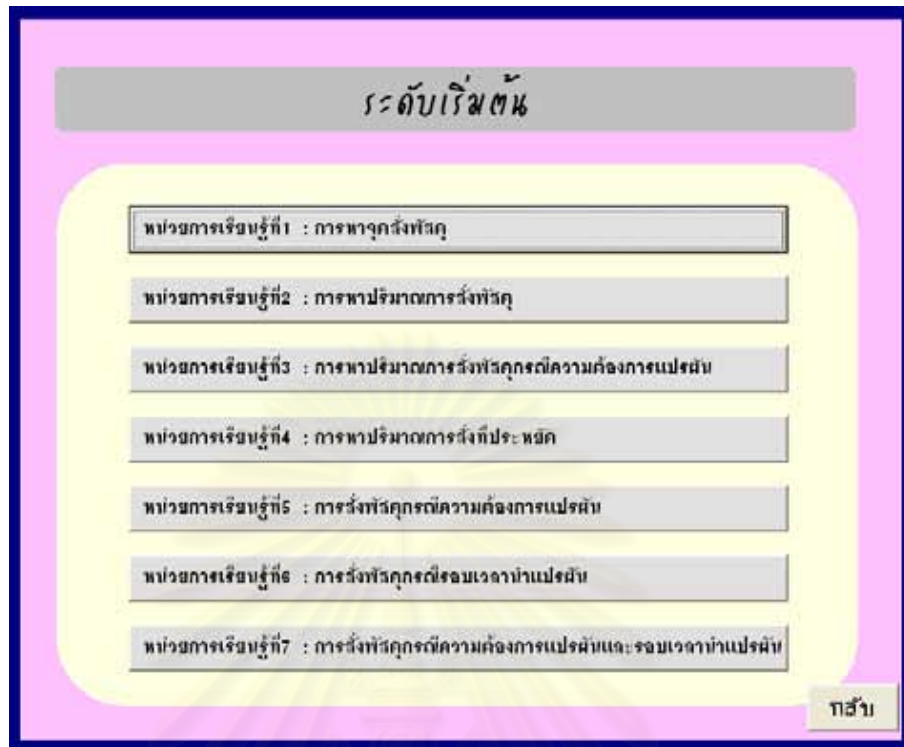 ระดับเริ่มต้น
หน่วยการเรียนรู้ที่1 : การหาจุดสั่งพัสดุ
หน่วยการเรียนรู้ที่2 : การหาปริมาณการสั่งพัสดุ
หน่วยการเรียนรู้ที่3 : การหาปริมาณการสั่งพัสดุกรณีความต้องการแปรผัน
หน่วยการเรียนรู้ที่4 : การหาปริมาณการสั่งที่ประหยัด
หน่วยการเรียนรู้ที่5 : การสั่งพัสดุกรณีความต้องการแปรผัน
หน่วยการเรียนรู้ที่6 : การสั่งพัสดุกรณีรอบเวลานำแปรผัน
หน่วยการเรียนรู้ที่7 : การสั่งพัสดุกรณีความต้องการแปรผันและรอบเวลานำแปรผัน
กลับ